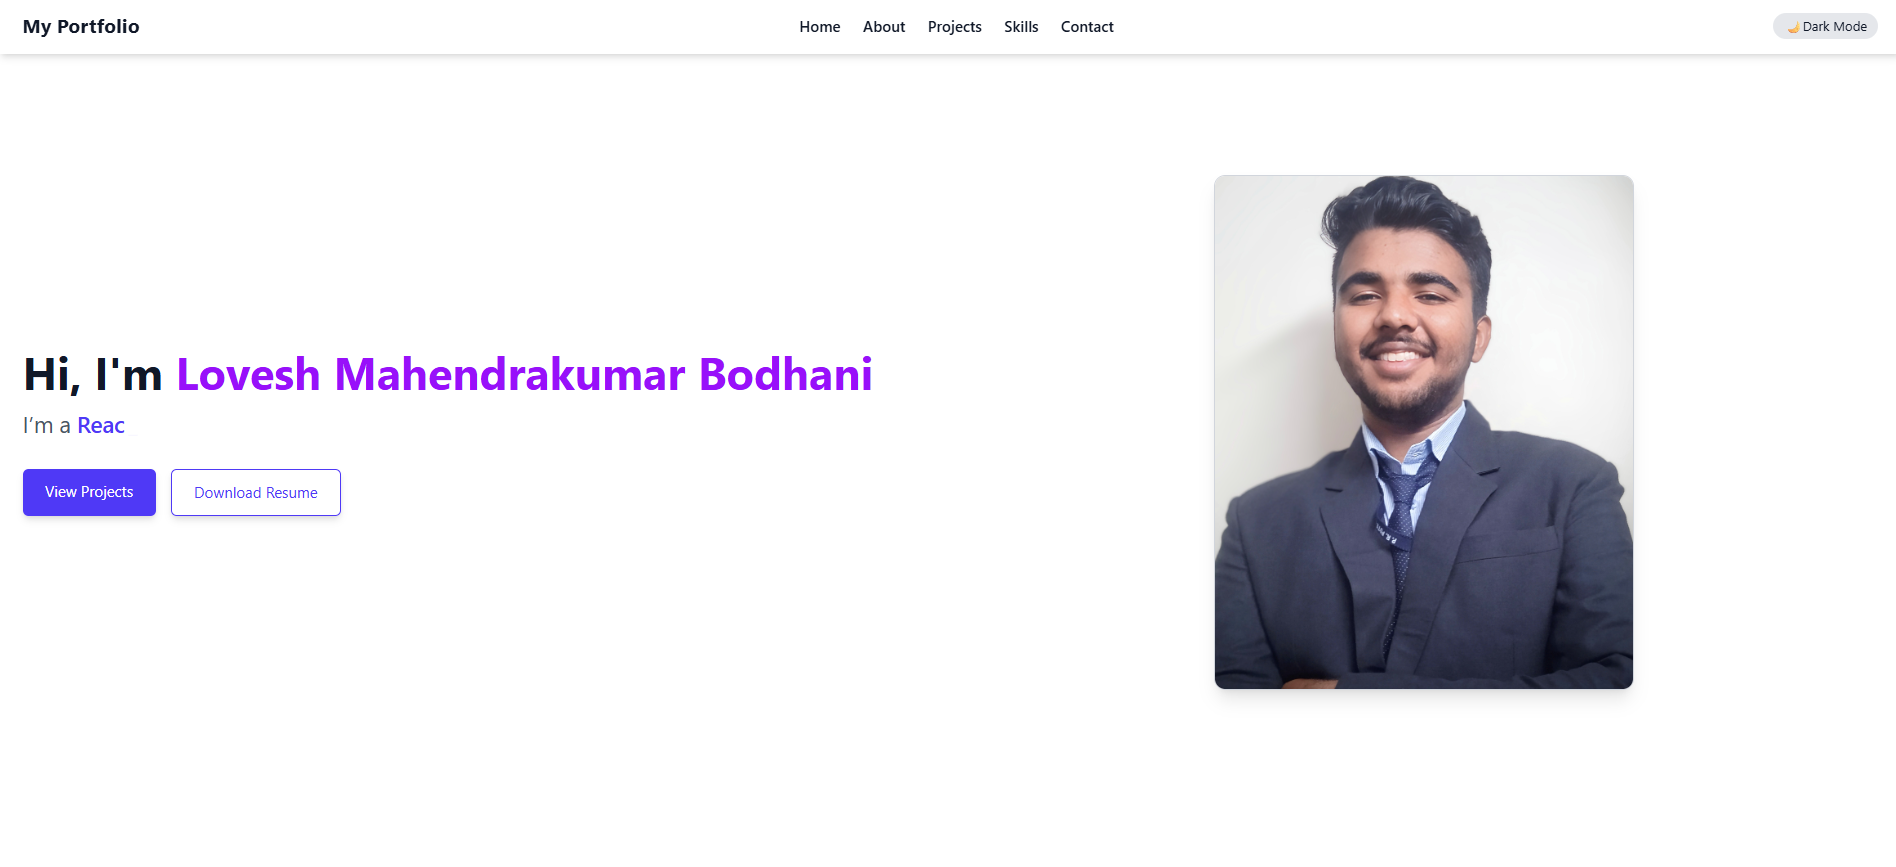 My Portfolio
Home About Projects Skills Contact
🌙 Dark Mode
Hi, I'm Lovesh Mahendrakumar Bodhani
I’m a Reac
View Projects
Download Resume